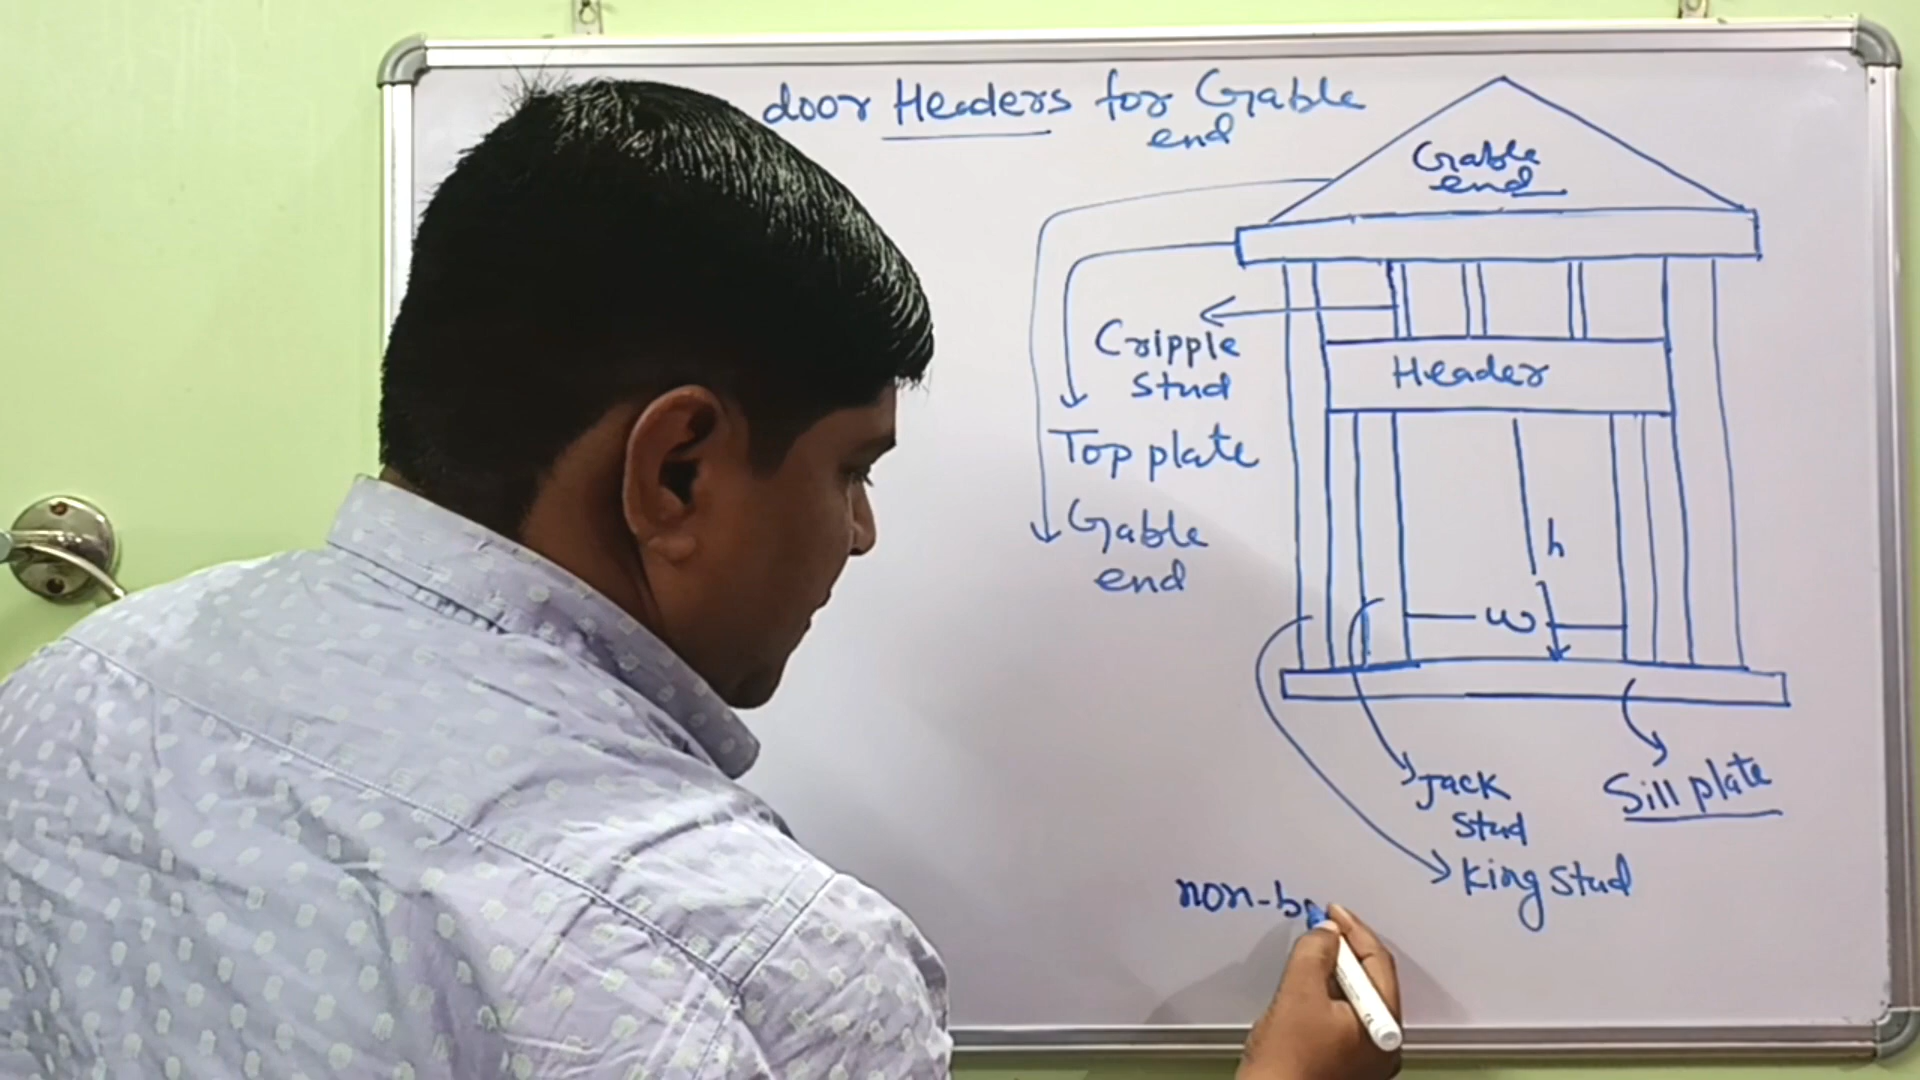 door Headers for Gable
end
Gable
end
Cripple
Stud
Header
Top plate
Gable
end
h
w
Jack
Stud
Sill plate
King Stud
non-be